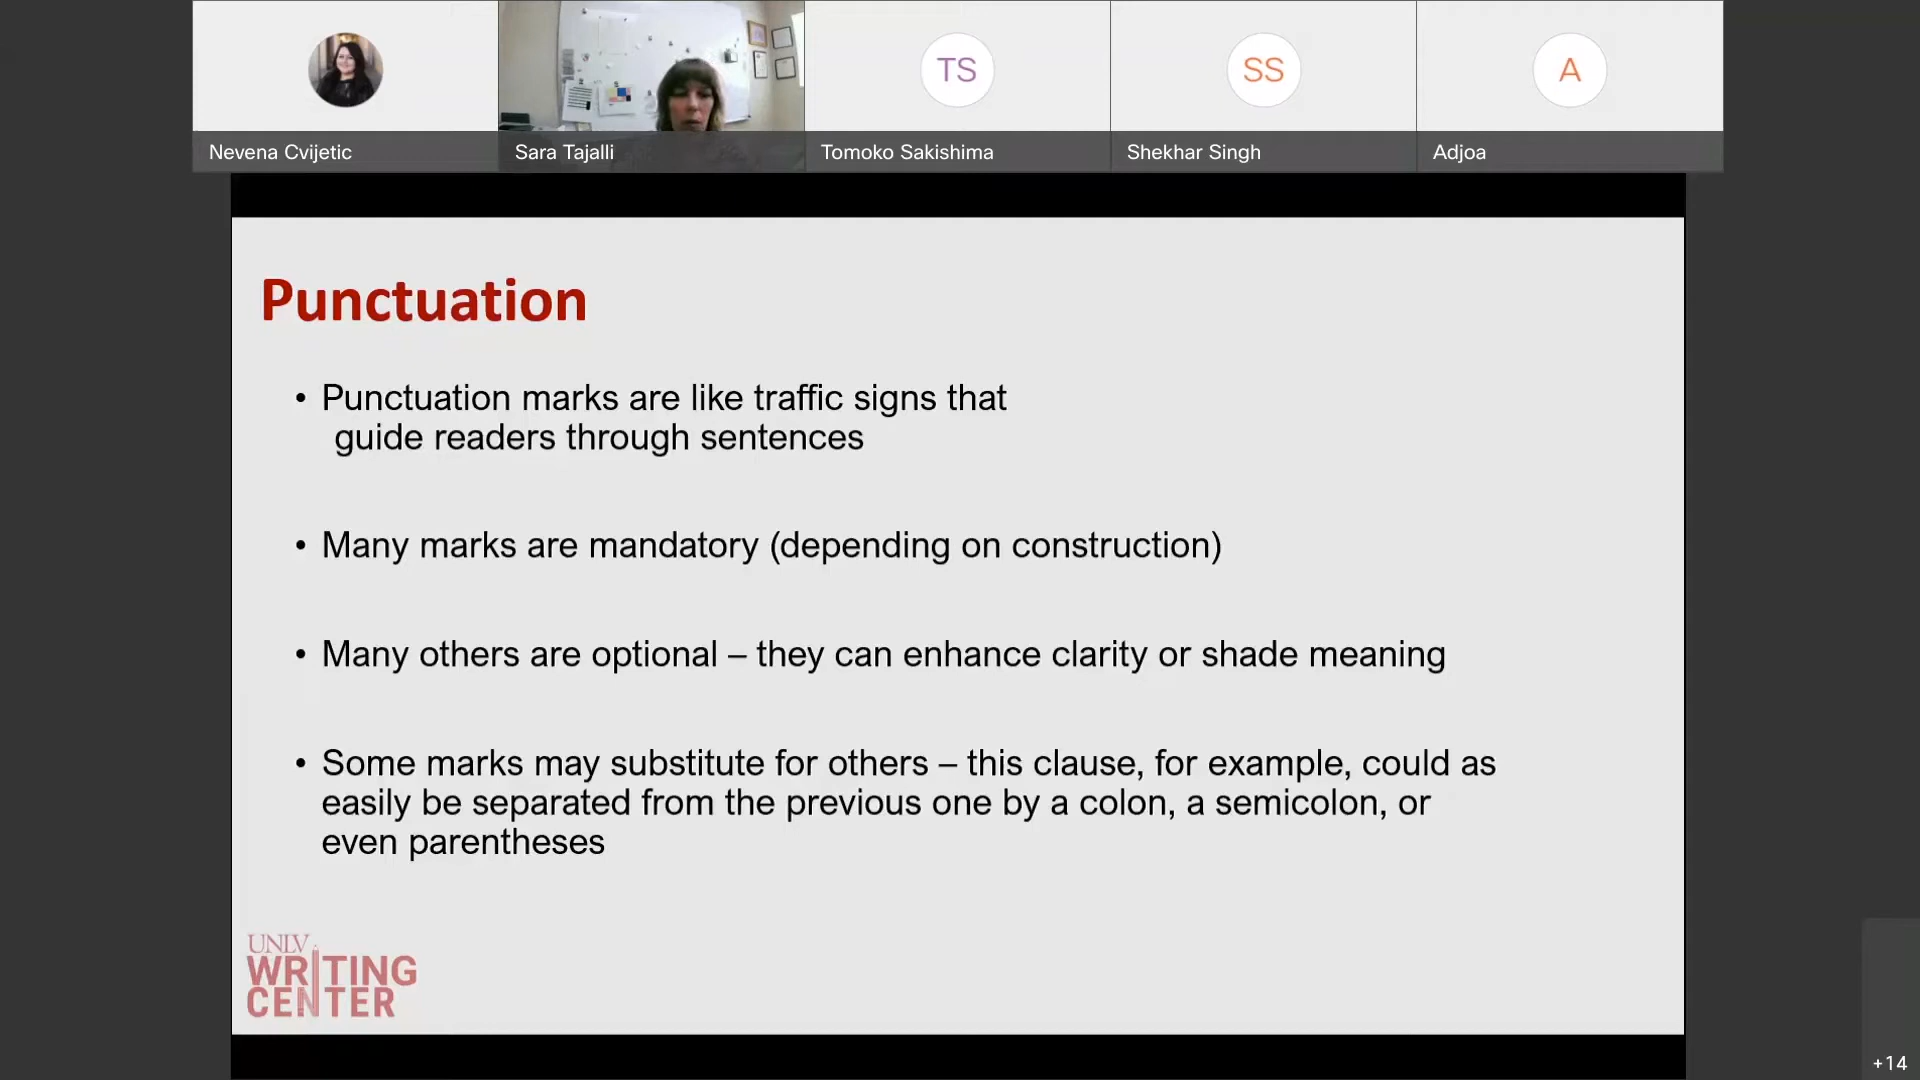 TS
SS
A
Nevena Cvijetic
Sara Tajalli
Tomoko Sakishima
Shekhar Singh
Adjoa
Punctuation
• Punctuation marks are like traffic signs that
guide readers through sentences
• Many marks are mandatory (depending on construction)
• Many others are optional – they can enhance clarity or shade meaning
• Some marks may substitute for others – this clause, for example, could as
easily be separated from the previous one by a colon, a semicolon, or
even parentheses
UNLV
WRITING
CENTER
+14